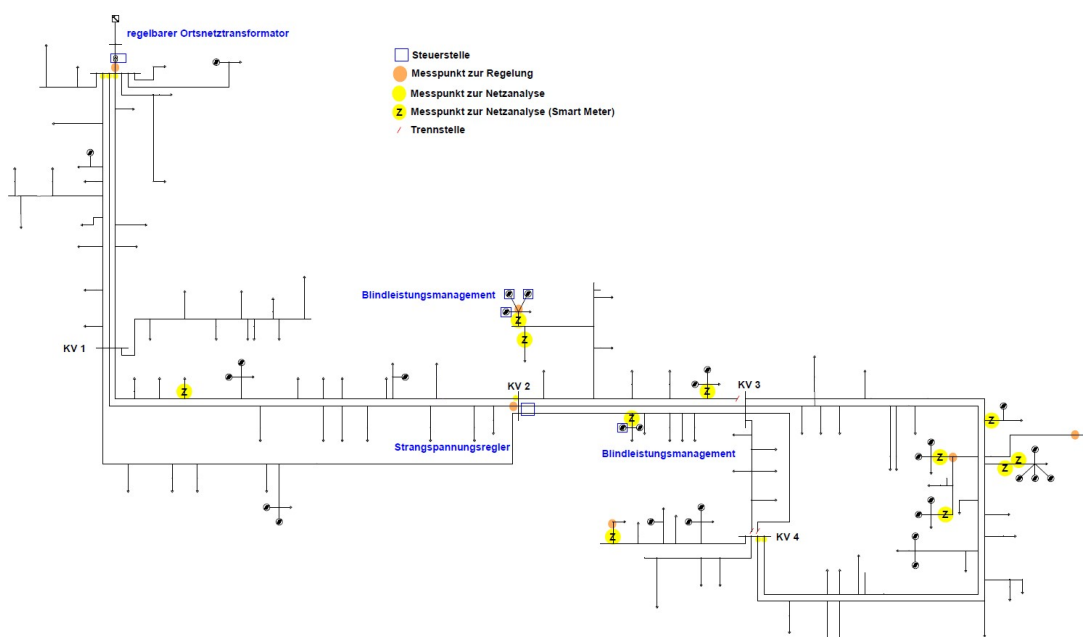 regelbarer Ortsnetztransformator
Steuerstelle
Messpunkt zur Regelung
Messpunkt zur Netzanalyse
Z Messpunkt zur Netzanalyse (Smart Meter)
Trennstelle
Blindleistungsmanagement
Z
Z
KV 1
Z
KV 2
Z
KV 3
Z
Z
Strangspannungsregler
Blindleistungsmanagement
Z
Z
Z
Z
Z
KV 4